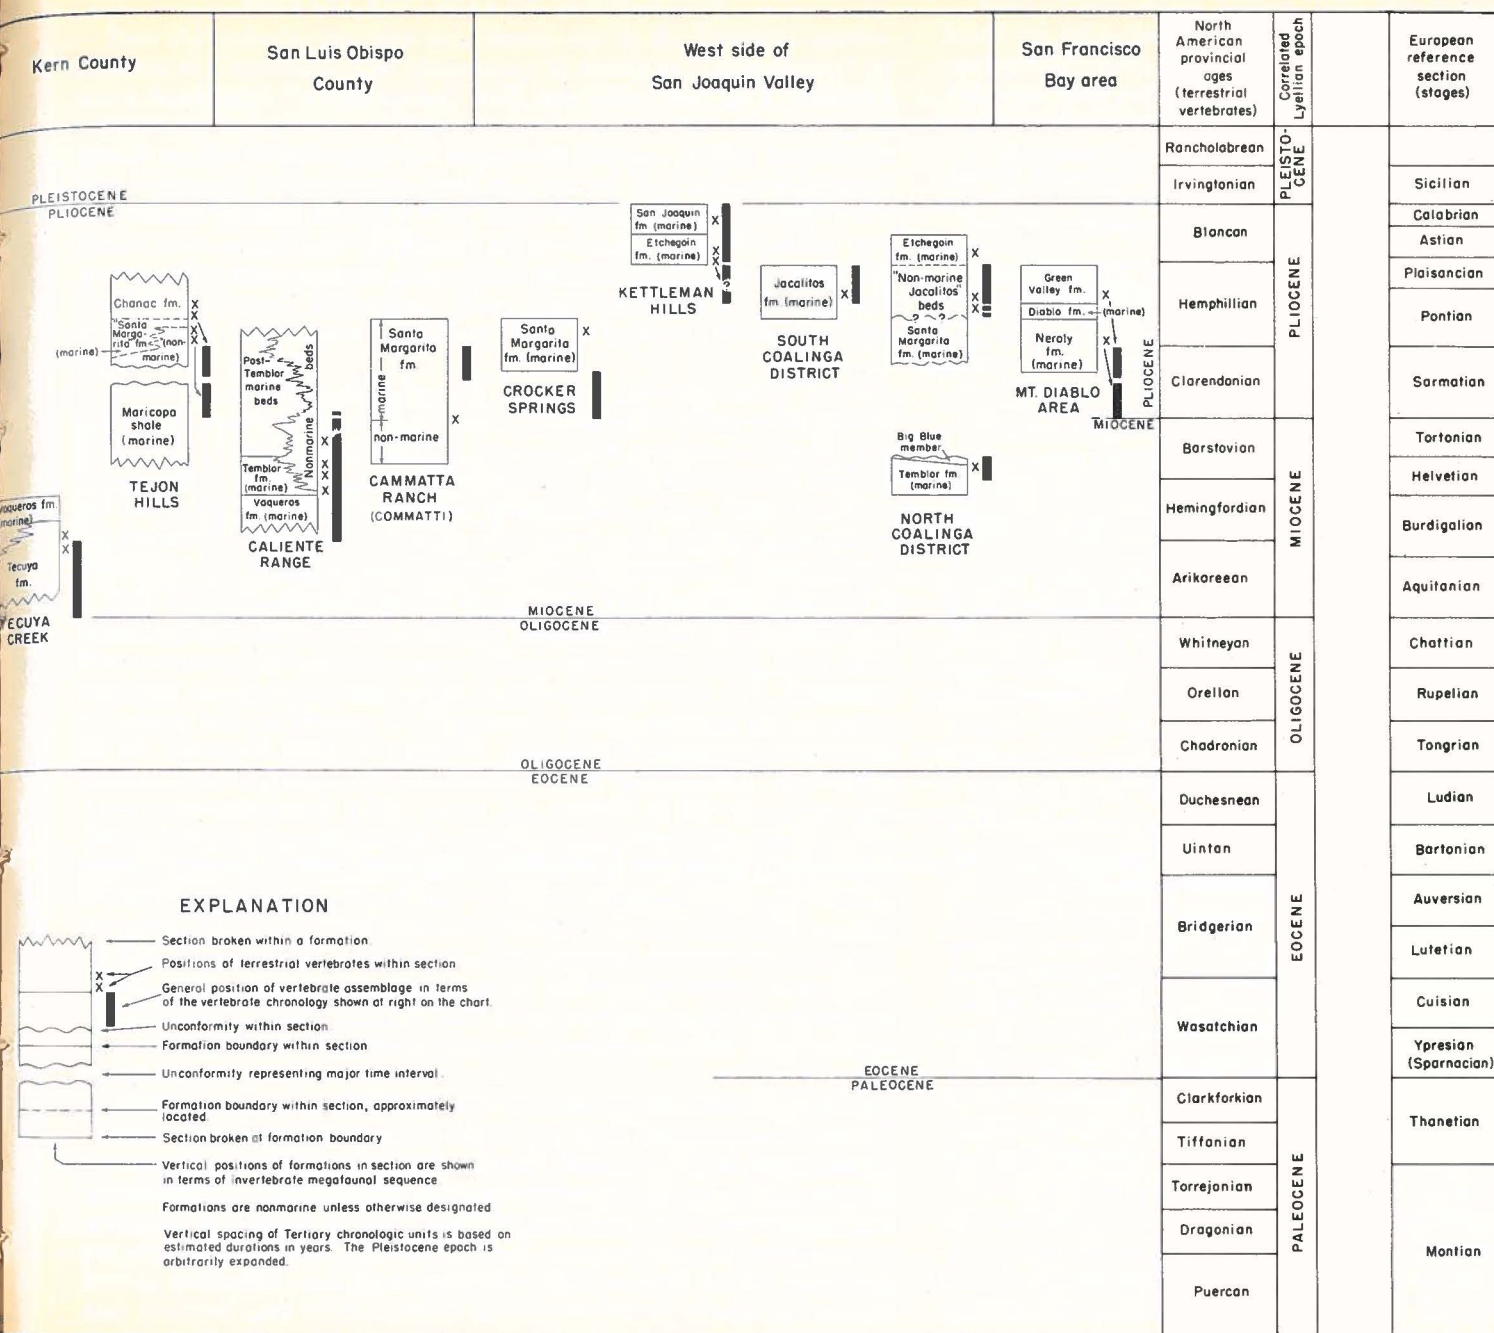 Kern County
San Luis Obispo
County
West side of
San Joaquin Valley
San Francisco
Bay area
North
American
provincial
ages
(terrestrial
vertebrates)
Correlated
Lyellian epoch
European
reference
section
(stages)
PLEISTOCENE
PLIOCENE
Chanac fm.
"Santa
Marga-
rita" fm.
(non-
marine)
(marine)
Maricopa
shale
(marine)
TEJON
HILLS
fm.
(marine)
Tecuya
fm.
CREEK
Post-
Temblor
marine
beds
Nonmarine beds
Temblor
fm.
(marine)
Vaqueros
fm. (marine)
CALIENTE
RANGE
Santa
Margarita
fm.
marine
non-marine
CAMMATTA
RANCH
(COMMATTI)
Santa
Margarita
fm. (marine)
CROCKER
SPRINGS
San Joaquin
fm (marine)
Etchegoin
fm. (marine)
?
KETTLEMAN
HILLS
Jacalitos
fm (marine)
SOUTH
COALINGA
DISTRICT
Etchegoin
fm. (marine)
"Non-marine
Jacalitos"
beds
? ?
Santa
Margarita
fm. (marine)
Big Blue
member
Temblor fm.
(marine)
NORTH
COALINGA
DISTRICT
Green
Valley fm.
Diablo fm.
(marine)
Neroly
fm.
(marine)
MT. DIABLO
AREA
PLIOCENE
MIOCENE
MIOCENE
OLIGOCENE
OLIGOCENE
EOCENE
EOCENE
PALEOCENE
Rancholabrean
Irvingtonian
Blancan
Hemphillian
Clarendonian
Barstovian
Hemingfordian
Arikareean
Whitneyan
Orellan
Chadronian
Duchesnean
Uintan
Bridgerian
Wasatchian
Clarkforkian
Tiffanian
Torrejonian
Dragonian
Puercan
PLEISTO-
CENE
PLIOCENE
MIOCENE
OLIGOCENE
EOCENE
PALEOCENE
Sicilian
Calabrian
Astian
Plaisancian
Pontian
Sarmatian
Tortonian
Helvetian
Burdigalian
Aquitanian
Chattian
Rupelian
Tongrian
Ludian
Bartonian
Auversian
Lutetian
Cuisian
Ypresian
(Sparnacian)
Thanetian
Montian
EXPLANATION
Section broken within a formation
Positions of terrestrial vertebrates within section
General position of vertebrate assemblage in terms
of the vertebrate chronology shown at right on the chart.
Unconformity within section
Formation boundary within section
Unconformity representing major time interval
Formation boundary within section, approximately
located.
Section broken at formation boundary
Vertical positions of formations in section are shown
in terms of invertebrate megafaunal sequence
Formations are nonmarine unless otherwise designated
Vertical spacing of Tertiary chronologic units is based on
estimated durations in years. The Pleistocene epoch is
arbitrarily expanded.